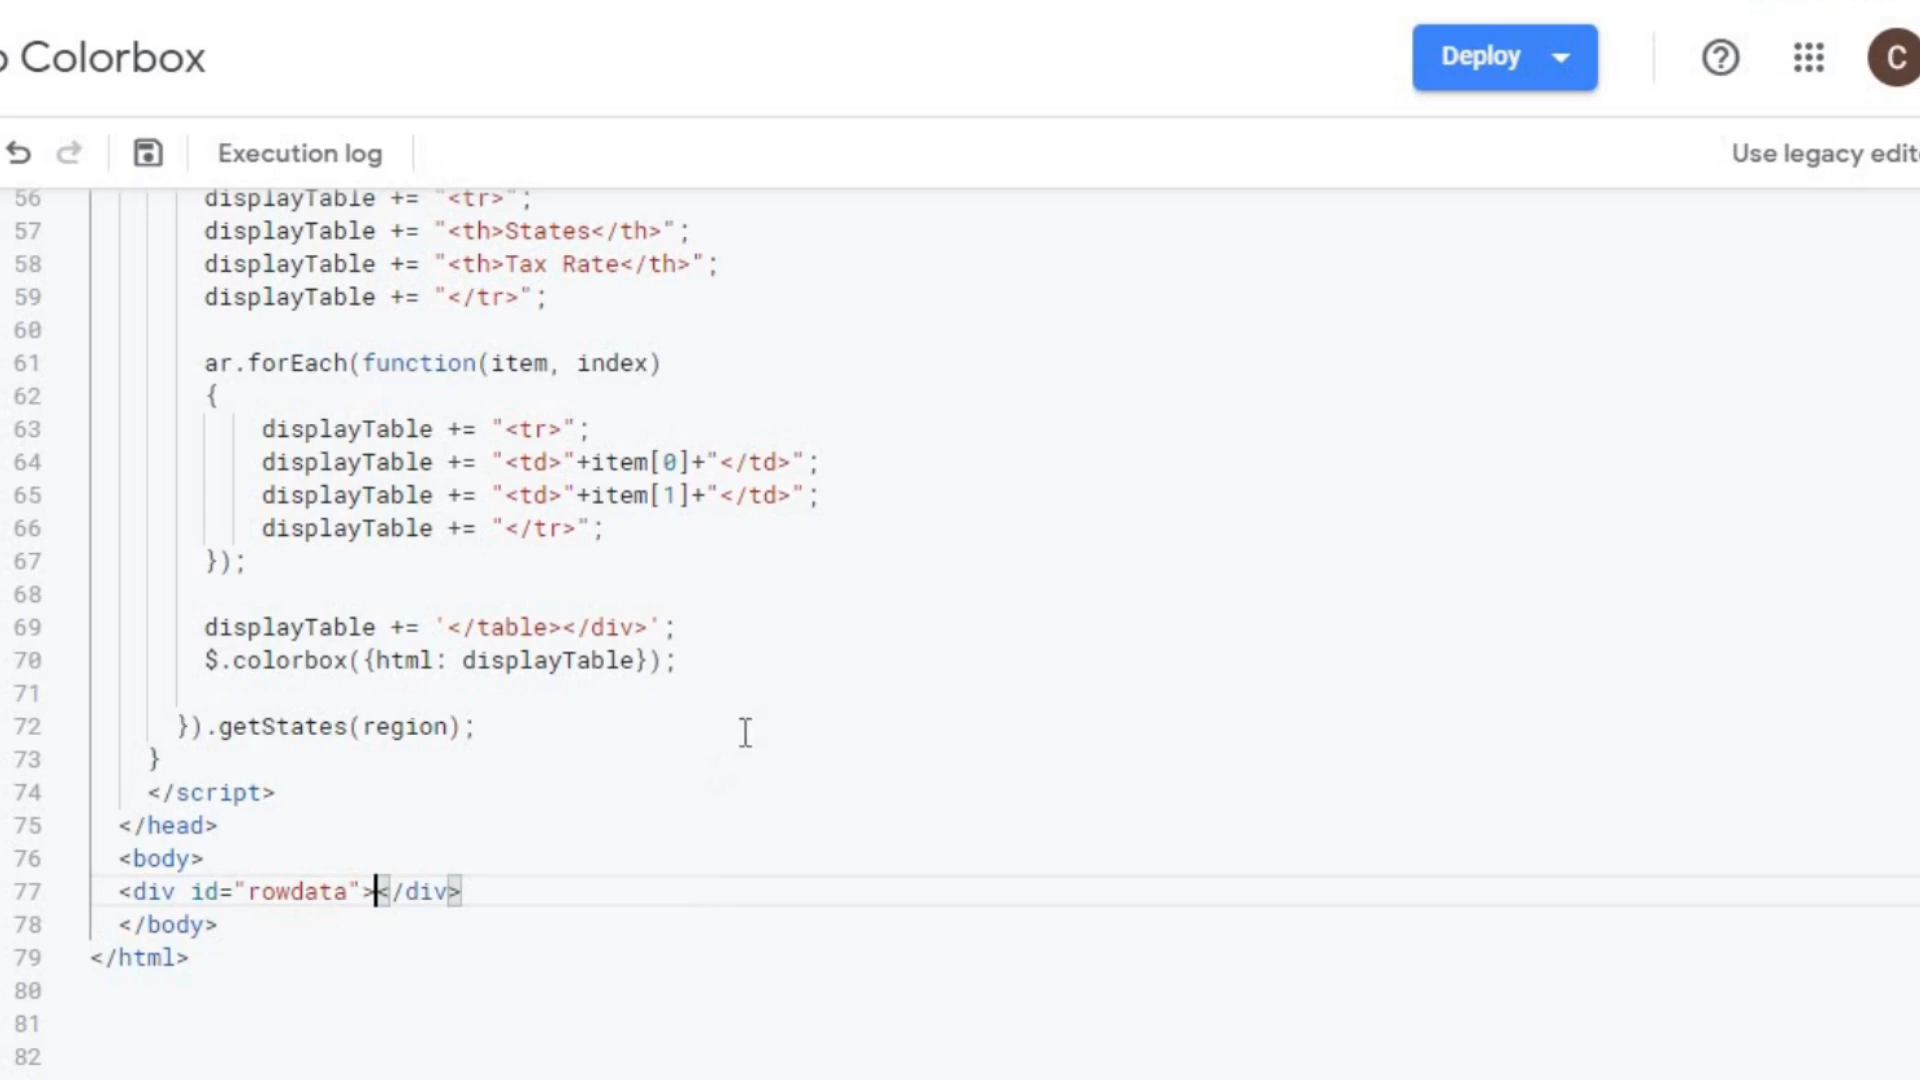 o Colorbox
Deploy
C
Execution log
Use legacy edit
56 displayTable += "<tr>";
57 displayTable += "<th>States</th>";
58 displayTable += "<th>Tax Rate</th>";
59 displayTable += "</tr>";
60
61 ar.forEach(function(item, index)
62 {
63 displayTable += "<tr>";
64 displayTable += "<td>"+item[0]+"</td>";
65 displayTable += "<td>"+item[1]+"</td>";
66 displayTable += "</tr>";
67 });
68
69 displayTable += '</table></div>';
70 $.colorbox({html: displayTable});
71
72 }).getStates(region);
73 }
74 </script>
75 </head>
76 <body>
77 <div id="rowdata"></div>
78 </body>
79 </html>
80
81
82